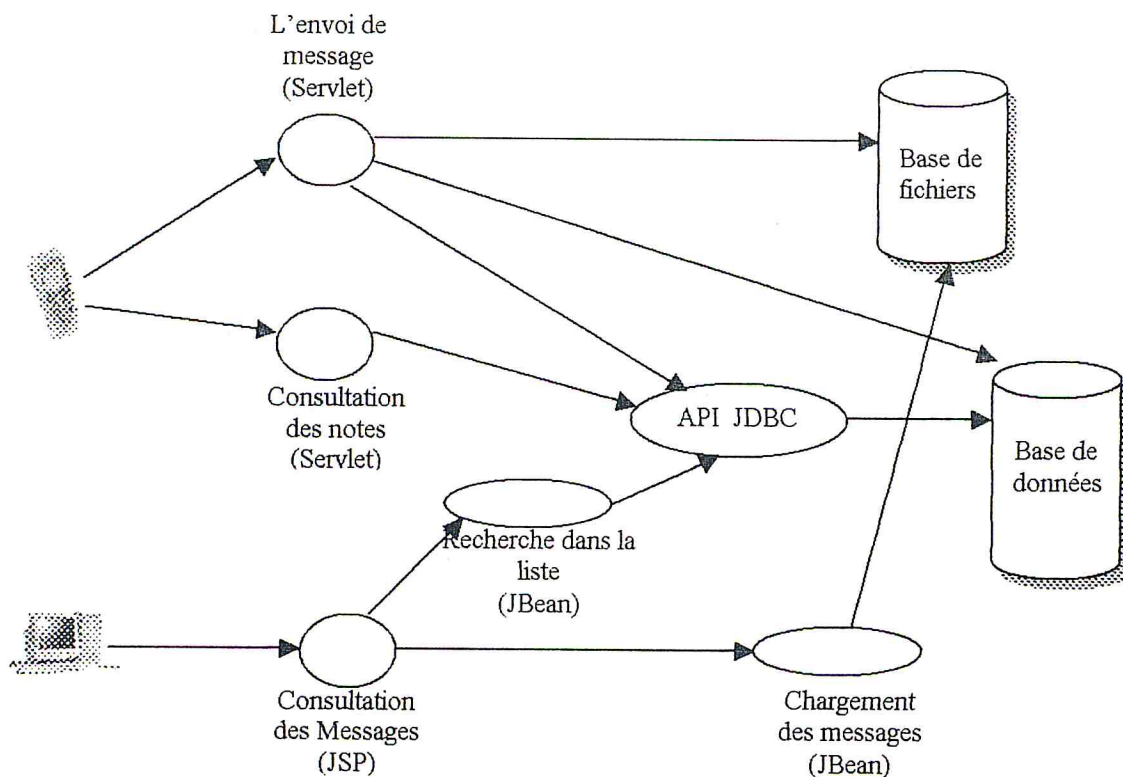 L'envoi de
message
(Servlet)
Base de
fichiers
Consultation
des notes
(Servlet)
API JDBC
Base de
données
Recherche dans la
liste
(JBean)
Consultation
des Messages
(JSP)
Chargement
des messages
(JBean)